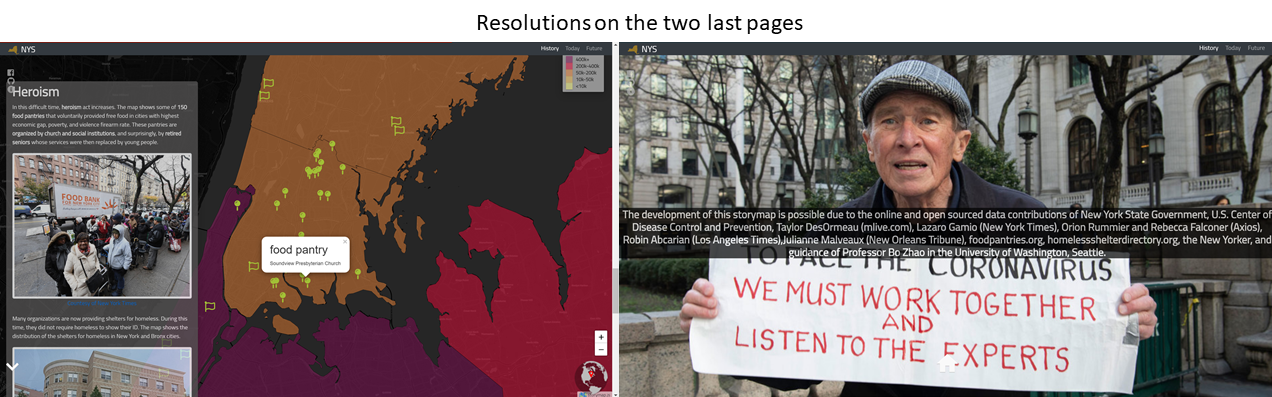 Resolutions on the two last pages
NYS
History Today Future
400k+
200k-400k
50k-200k
10k-50k
<10k
Heroism
In this difficult time, heroism act increases. The map shows some of 150
food pantries that voluntarily provided free food in cities with highest
economic gap, poverty, and violence firearm rate. These pantries are
organized by church and social institutions, and surprisingly, by retired
seniors whose services were then replaced by young people.
FOOD BANK
food pantry
Soundview Presbyterian Church
Many organizations are now providing shelters for homeless. During this
time, they did not require homeless to show their ID. The map shows the
distribution of the shelters for homeless in New York and Bronx cities.
+
−
NYS
History Today Future
The development of this storymap is possible due to the online and open sourced data contributions of New York State Government, U.S. Center of
Disease Control and Prevention, Taylor DesOrmeau (mlive.com), Lazaro Gamio (New York Times), Orion Rummier and Rebecca Falconer (Axios),
Robin Abcarian (Los Angeles Times),Julianne Malveaux (New Orleans Tribune), foodpantries.org, homelessshelterdirectory.org, the New Yorker, and
guidance of Professor Bo Zhao in the University of Washington, Seattle.
TO FACE THE CORONAVIRUS
WE MUST WORK TOGETHER
AND
LISTEN TO THE EXPERTS